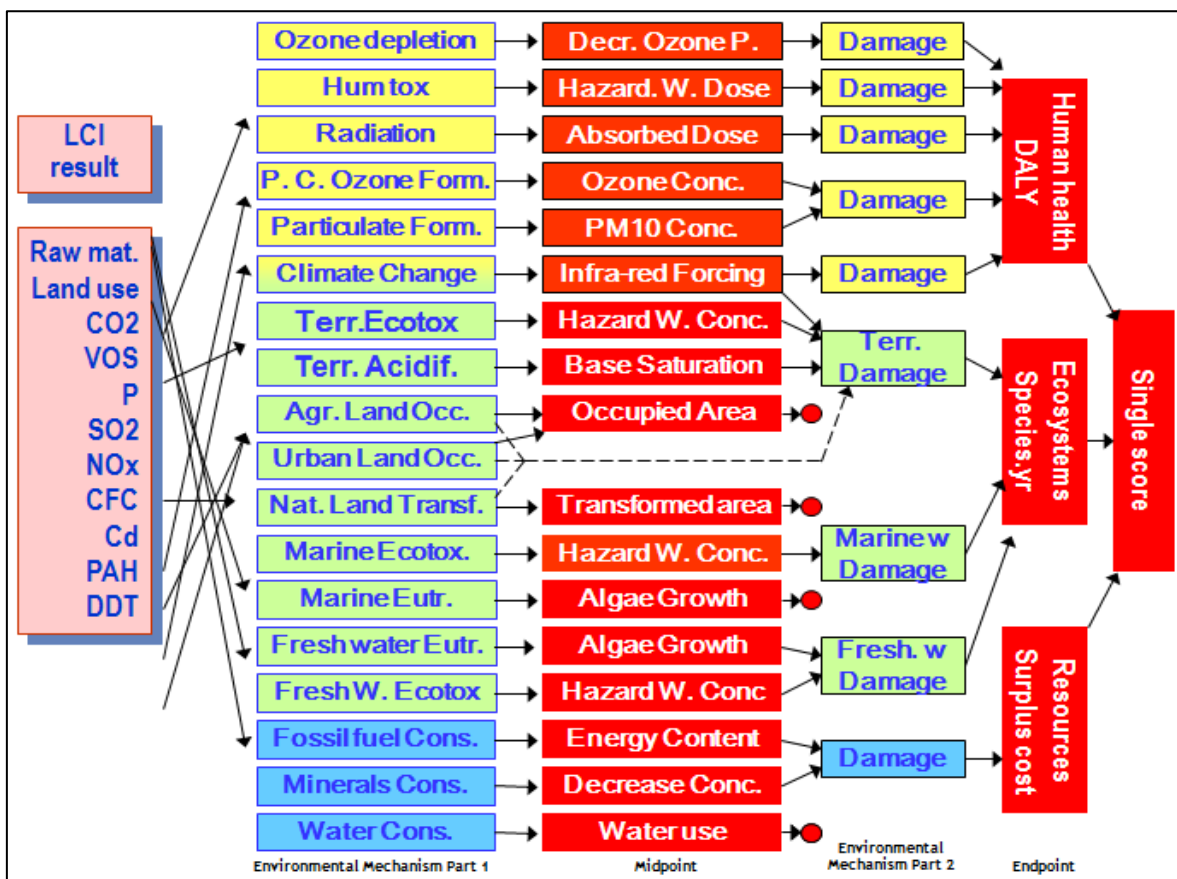 LCI
result
Raw mat.
Land use
CO2
VOS
P
SO2
NOx
CFC
Cd
PAH
DDT
Ozone depletion
Hum tox
Radiation
P. C. Ozone Form.
Particulate Form.
Climate Change
Terr.Ecotox
Terr. Acidif.
Agr. Land Occ.
Urban Land Occ.
Nat. Land Transf.
Marine Ecotox.
Marine Eutr.
Freshwater Eutr.
Fresh W. Ecotox
Fossil fuel Cons.
Minerals Cons.
Water Cons.
Environmental Mechanism Part 1
Decr. Ozone P.
Hazard. W. Dose
Absorbed Dose
Ozone Conc.
PM10 Conc.
Infra-red Forcing
Hazard W. Conc.
Base Saturation
Occupied Area
Transformed area
Hazard W. Conc.
Algae Growth
Algae Growth
Hazard W. Conc
Energy Content
Decrease Conc.
Water use
Midpoint
Damage
Damage
Damage
Damage
Damage
Terr.
Damage
Marine w
Damage
Fresh. w
Damage
Damage
Environmental
Mechanism Part 2
Human health
DALY
Ecosystems
Species.yr
Resources
Surplus cost
Endpoint
Single score